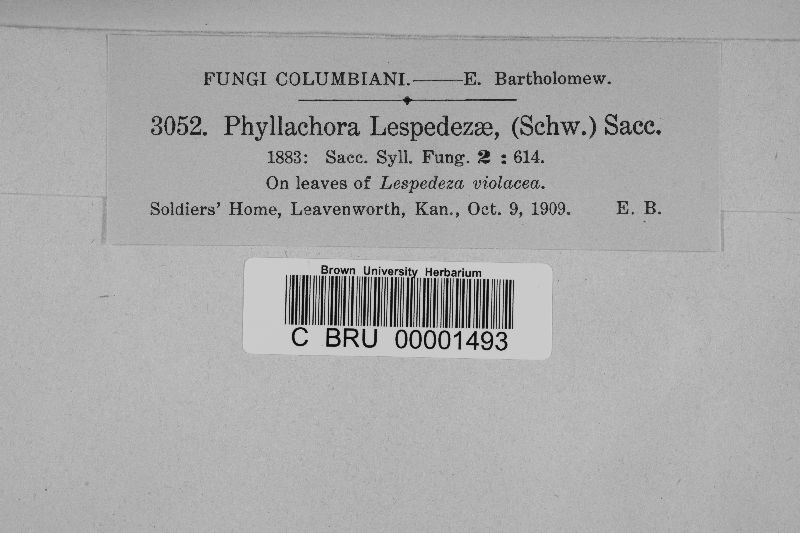 FUNGI COLUMBIANI.——E. Bartholomew.
3052. Phyllachora Lespedezæ, (Schw.) Sacc.
1883: Sacc. Syll. Fung. 2 : 614.
On leaves of Lespedeza violacea.
Soldiers' Home, Leavenworth, Kan., Oct. 9, 1909. E. B.
Brown University Herbarium
C BRU 00001493